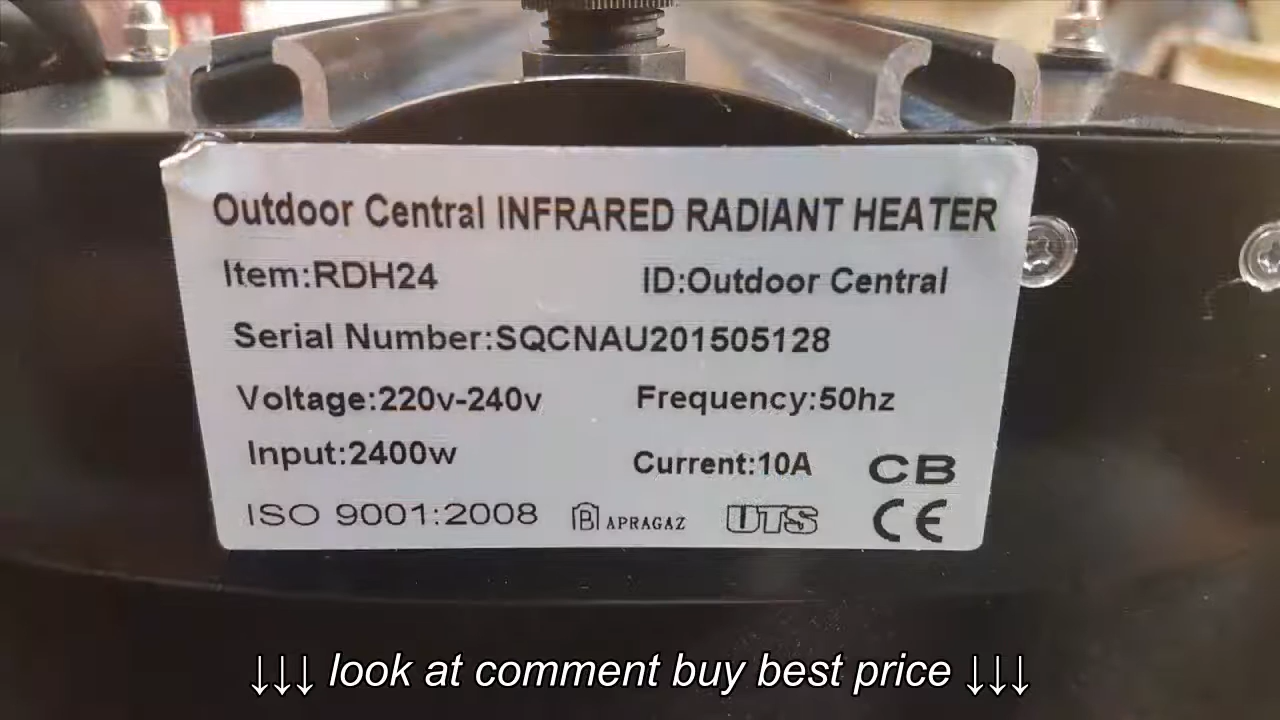 Outdoor Central INFRARED RADIANT HEATER
Item:RDH24 ID:Outdoor Central
Serial Number:SQCNAU201505128
Voltage:220v-240v Frequency:50hz
Input:2400w Current:10A CB
ISO 9001:2008 B APRAGAZ UTS CE
↓↓↓ look at comment buy best price ↓↓↓